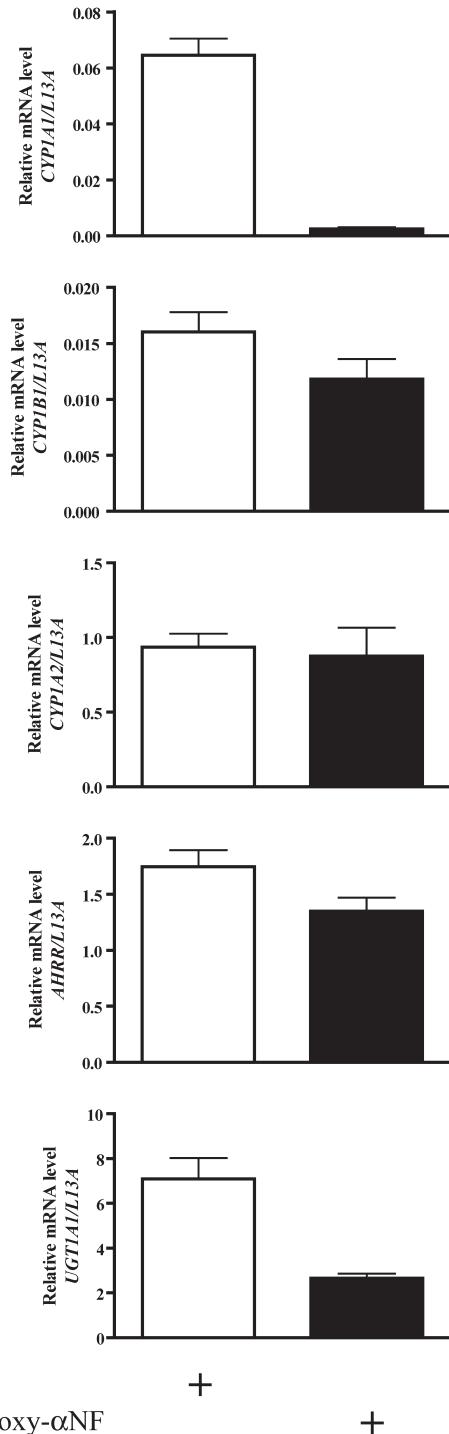 0.08
0.06
0.04
0.02
0.00
Relative mRNA level
CYP1A1/L13A
0.020
0.015
0.010
0.005
0.000
Relative mRNA level
CYP1B1/L13A
1.5
1.0
0.5
0.0
Relative mRNA level
CYP1A2/L13A
2.0
1.5
1.0
0.5
0.0
Relative mRNA level
AHRR/L13A
10
8
6
4
2
0
Relative mRNA level
UGT1A1/L13A
+
oxy-αNF +